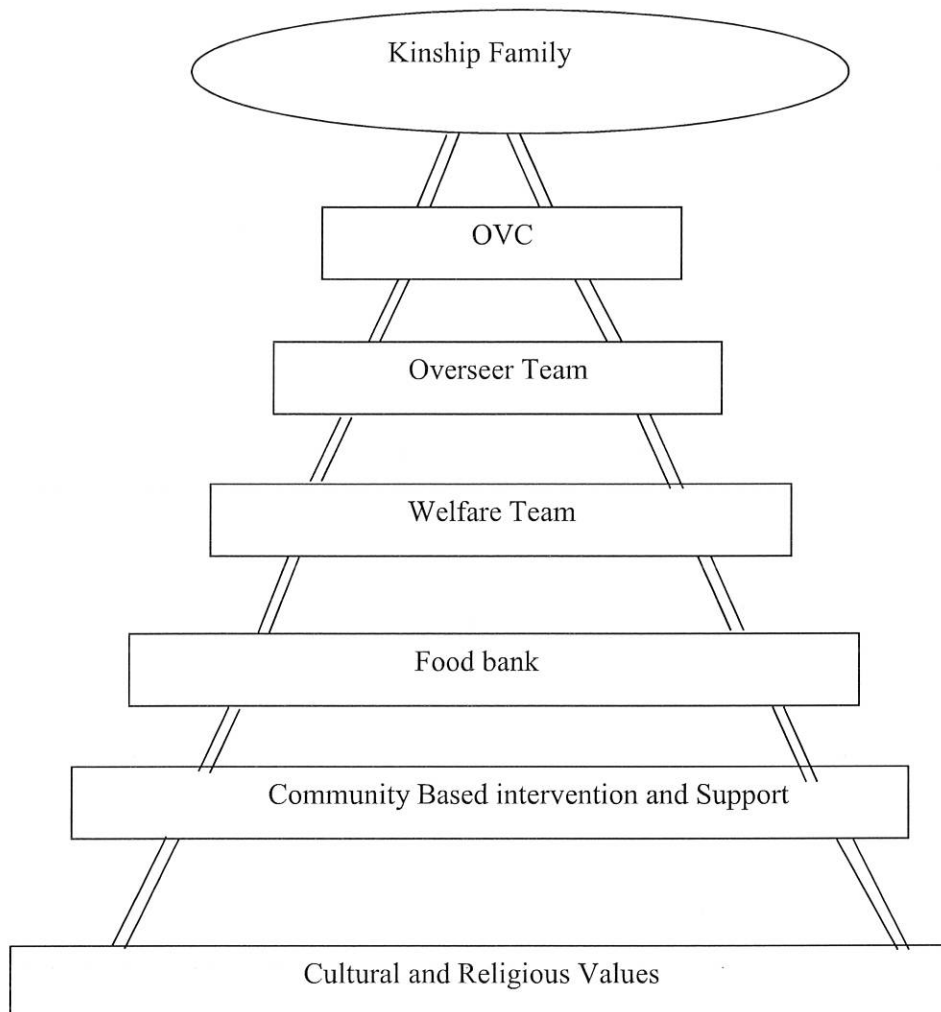 Kinship Family
OVC
Overseer Team
Welfare Team
Food bank
Community Based intervention and Support
Cultural and Religious Values